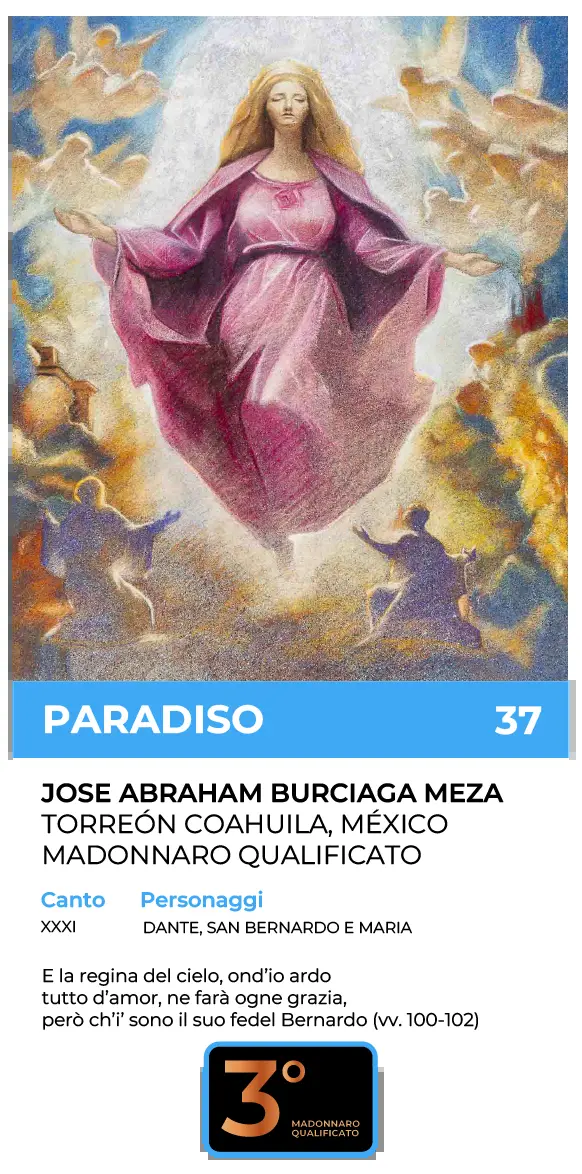 PARADISO 37
JOSE ABRAHAM BURCIAGA MEZA
TORREÓN COAHUILA, MÉXICO
MADONNARO QUALIFICATO
Canto Personaggi
XXXI DANTE, SAN BERNARDO E MARIA
E la regina del cielo, ond'io ardo
tutto d'amor, ne farà ogne grazia,
però ch'i' sono il suo fedel Bernardo (vv. 100-102)
3°
MADONNARO
QUALIFICATO